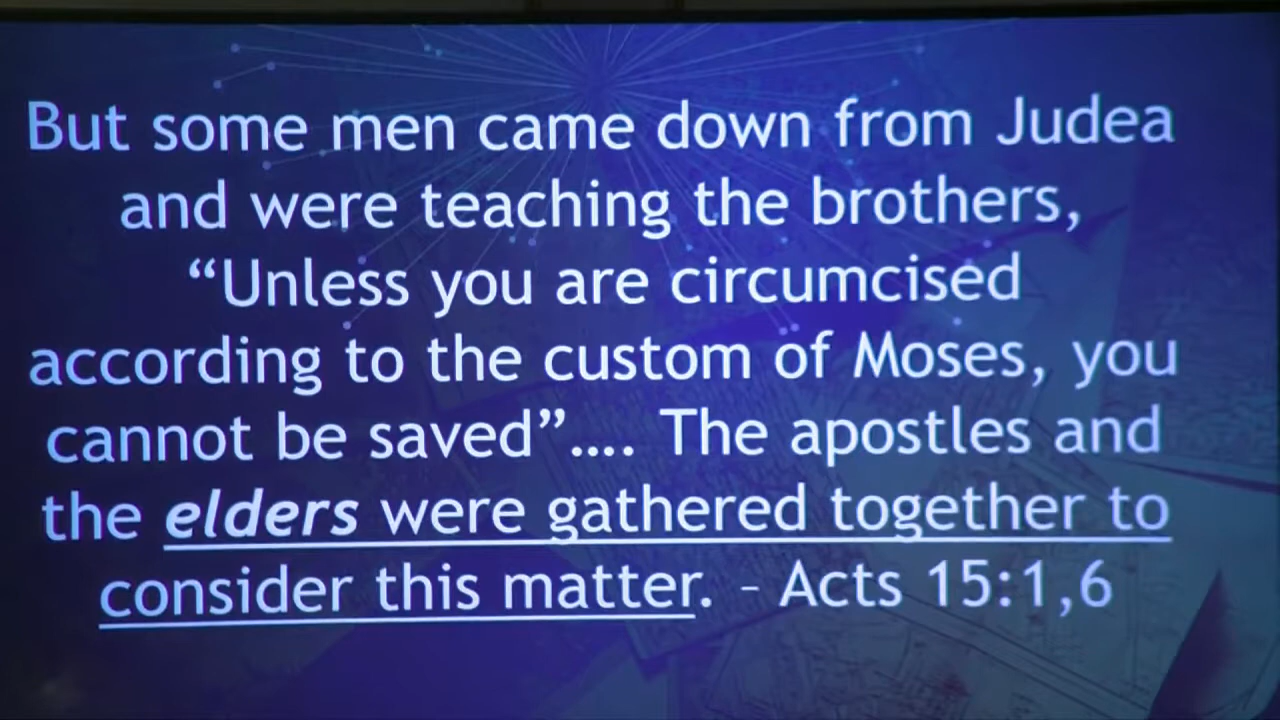 But some men came down from Judea
and were teaching the brothers,
“Unless you are circumcised
according to the custom of Moses, you
cannot be saved”…. The apostles and
the elders were gathered together to
consider this matter. – Acts 15:1,6